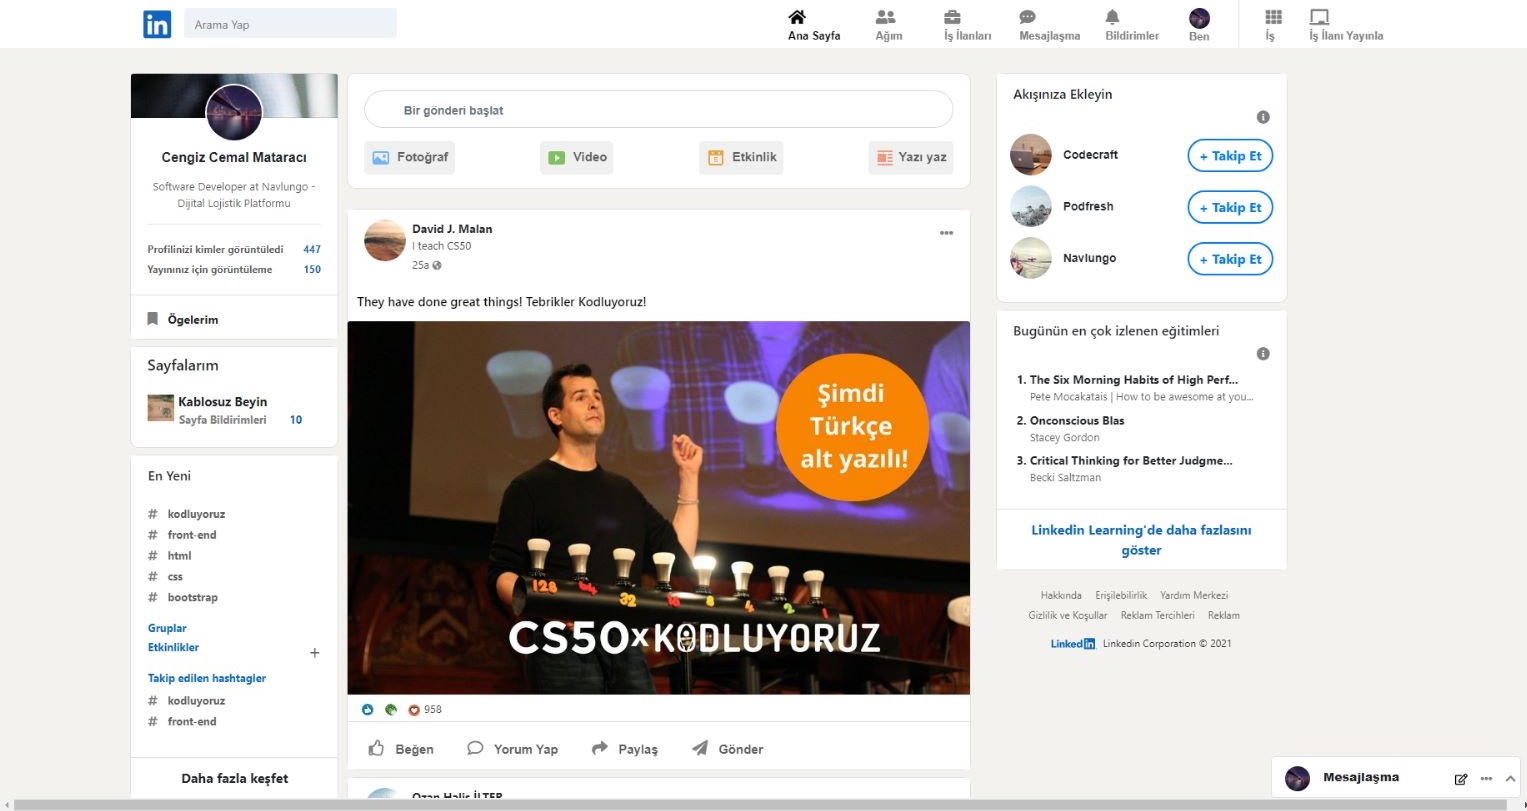 in
Arama Yap
Ana Sayfa
Ağım
İş İlanları
Mesajlaşma
Bildirimler
Ben
İş
İş İlanı Yayınla
Cengiz Cemal Mataracı
Software Developer at Navlungo -
Dijital Lojistik Platformu
Profilinizi kimler görüntüledi 447
Yayınınız için görüntüleme 150
Ögelerim
Sayfalarım
Kablosuz Beyin
Sayfa Bildirimleri 10
En Yeni
# kodluyoruz
# front-end
# html
# css
# bootstrap
Gruplar
Etkinlikler
+
Takip edilen hashtagler
# kodluyoruz
# front-end
Daha fazla keşfet
Bir gönderi başlat
Fotoğraf
Video
Etkinlik
Yazı yaz
David J. Malan
I teach CS50
25a
They have done great things! Tebrikler Kodluyoruz!
Şimdi
Türkçe
alt yazılı!
128 64 32 16 8 4 2 1
CS50xKODLUYORUZ
958
Beğen
Yorum Yap
Paylaş
Gönder
Ozan Halis İLTER
Akışınıza Ekleyin
Codecraft
+ Takip Et
Podfresh
+ Takip Et
Navlungo
+ Takip Et
Bugünün en çok izlenen eğitimleri
1. The Six Morning Habits of High Perf...
Pete Mocakatais | How to be awesome at you...
2. Onconscious Blas
Stacey Gordon
3. Critical Thinking for Better Judgme...
Becki Saltzman
Linkedin Learning'de daha fazlasını
göster
Hakkında Erişilebilirlik Yardım Merkezi
Gizlilik ve Koşullar Reklam Tercihleri Reklam
Linkedin Linkedin Corporation © 2021
Mesajlaşma